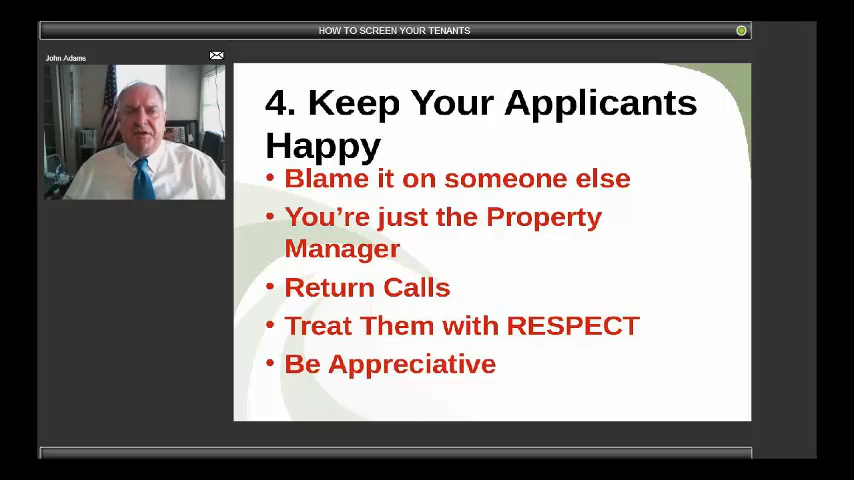 HOW TO SCREEN YOUR TENANTS
John Adams
4. Keep Your Applicants
Happy
• Blame it on someone else
• You're just the Property
Manager
• Return Calls
• Treat Them with RESPECT
• Be Appreciative